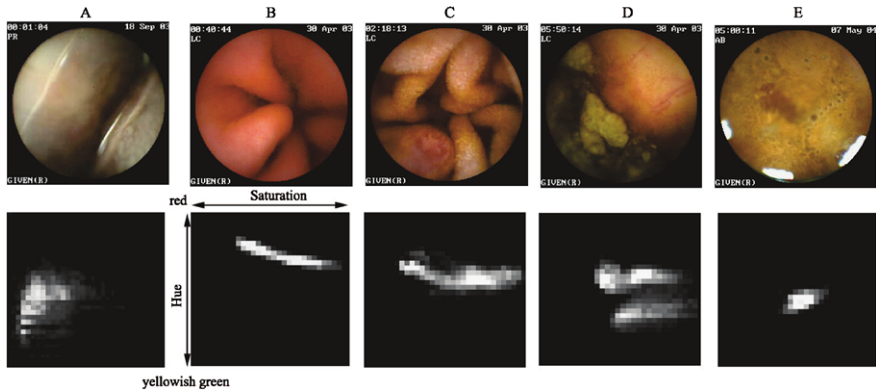 A
B
C
D
E
00:01:04 18 Sep 03
PR
GIVEN(R)
00:40:44 30 Apr 03
LC
GIVEN(R)
02:18:13 30 Apr 03
LC
GIVEN(R)
05:50:14 30 Apr 03
LC
GIVEN(R)
05:00:11 07 May 04
AB
GIVEN(R)
red
Saturation
Hue
yellowish green